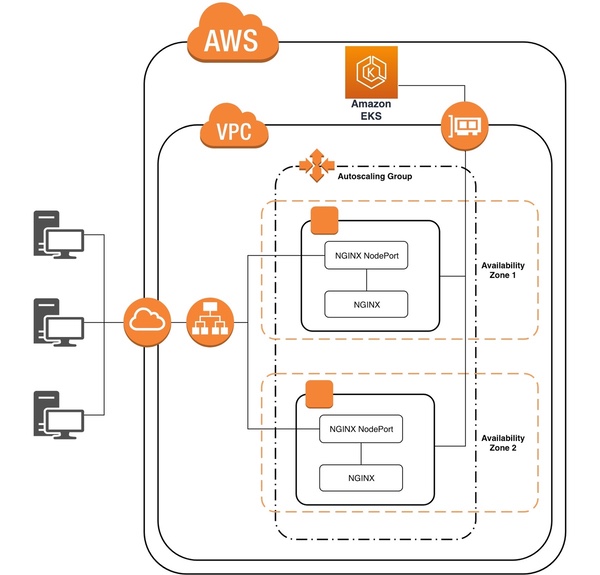 AWS
Amazon
EKS
VPC
Autoscaling Group
NGINX NodePort
NGINX
Availability
Zone 1
NGINX NodePort
NGINX
Availability
Zone 2